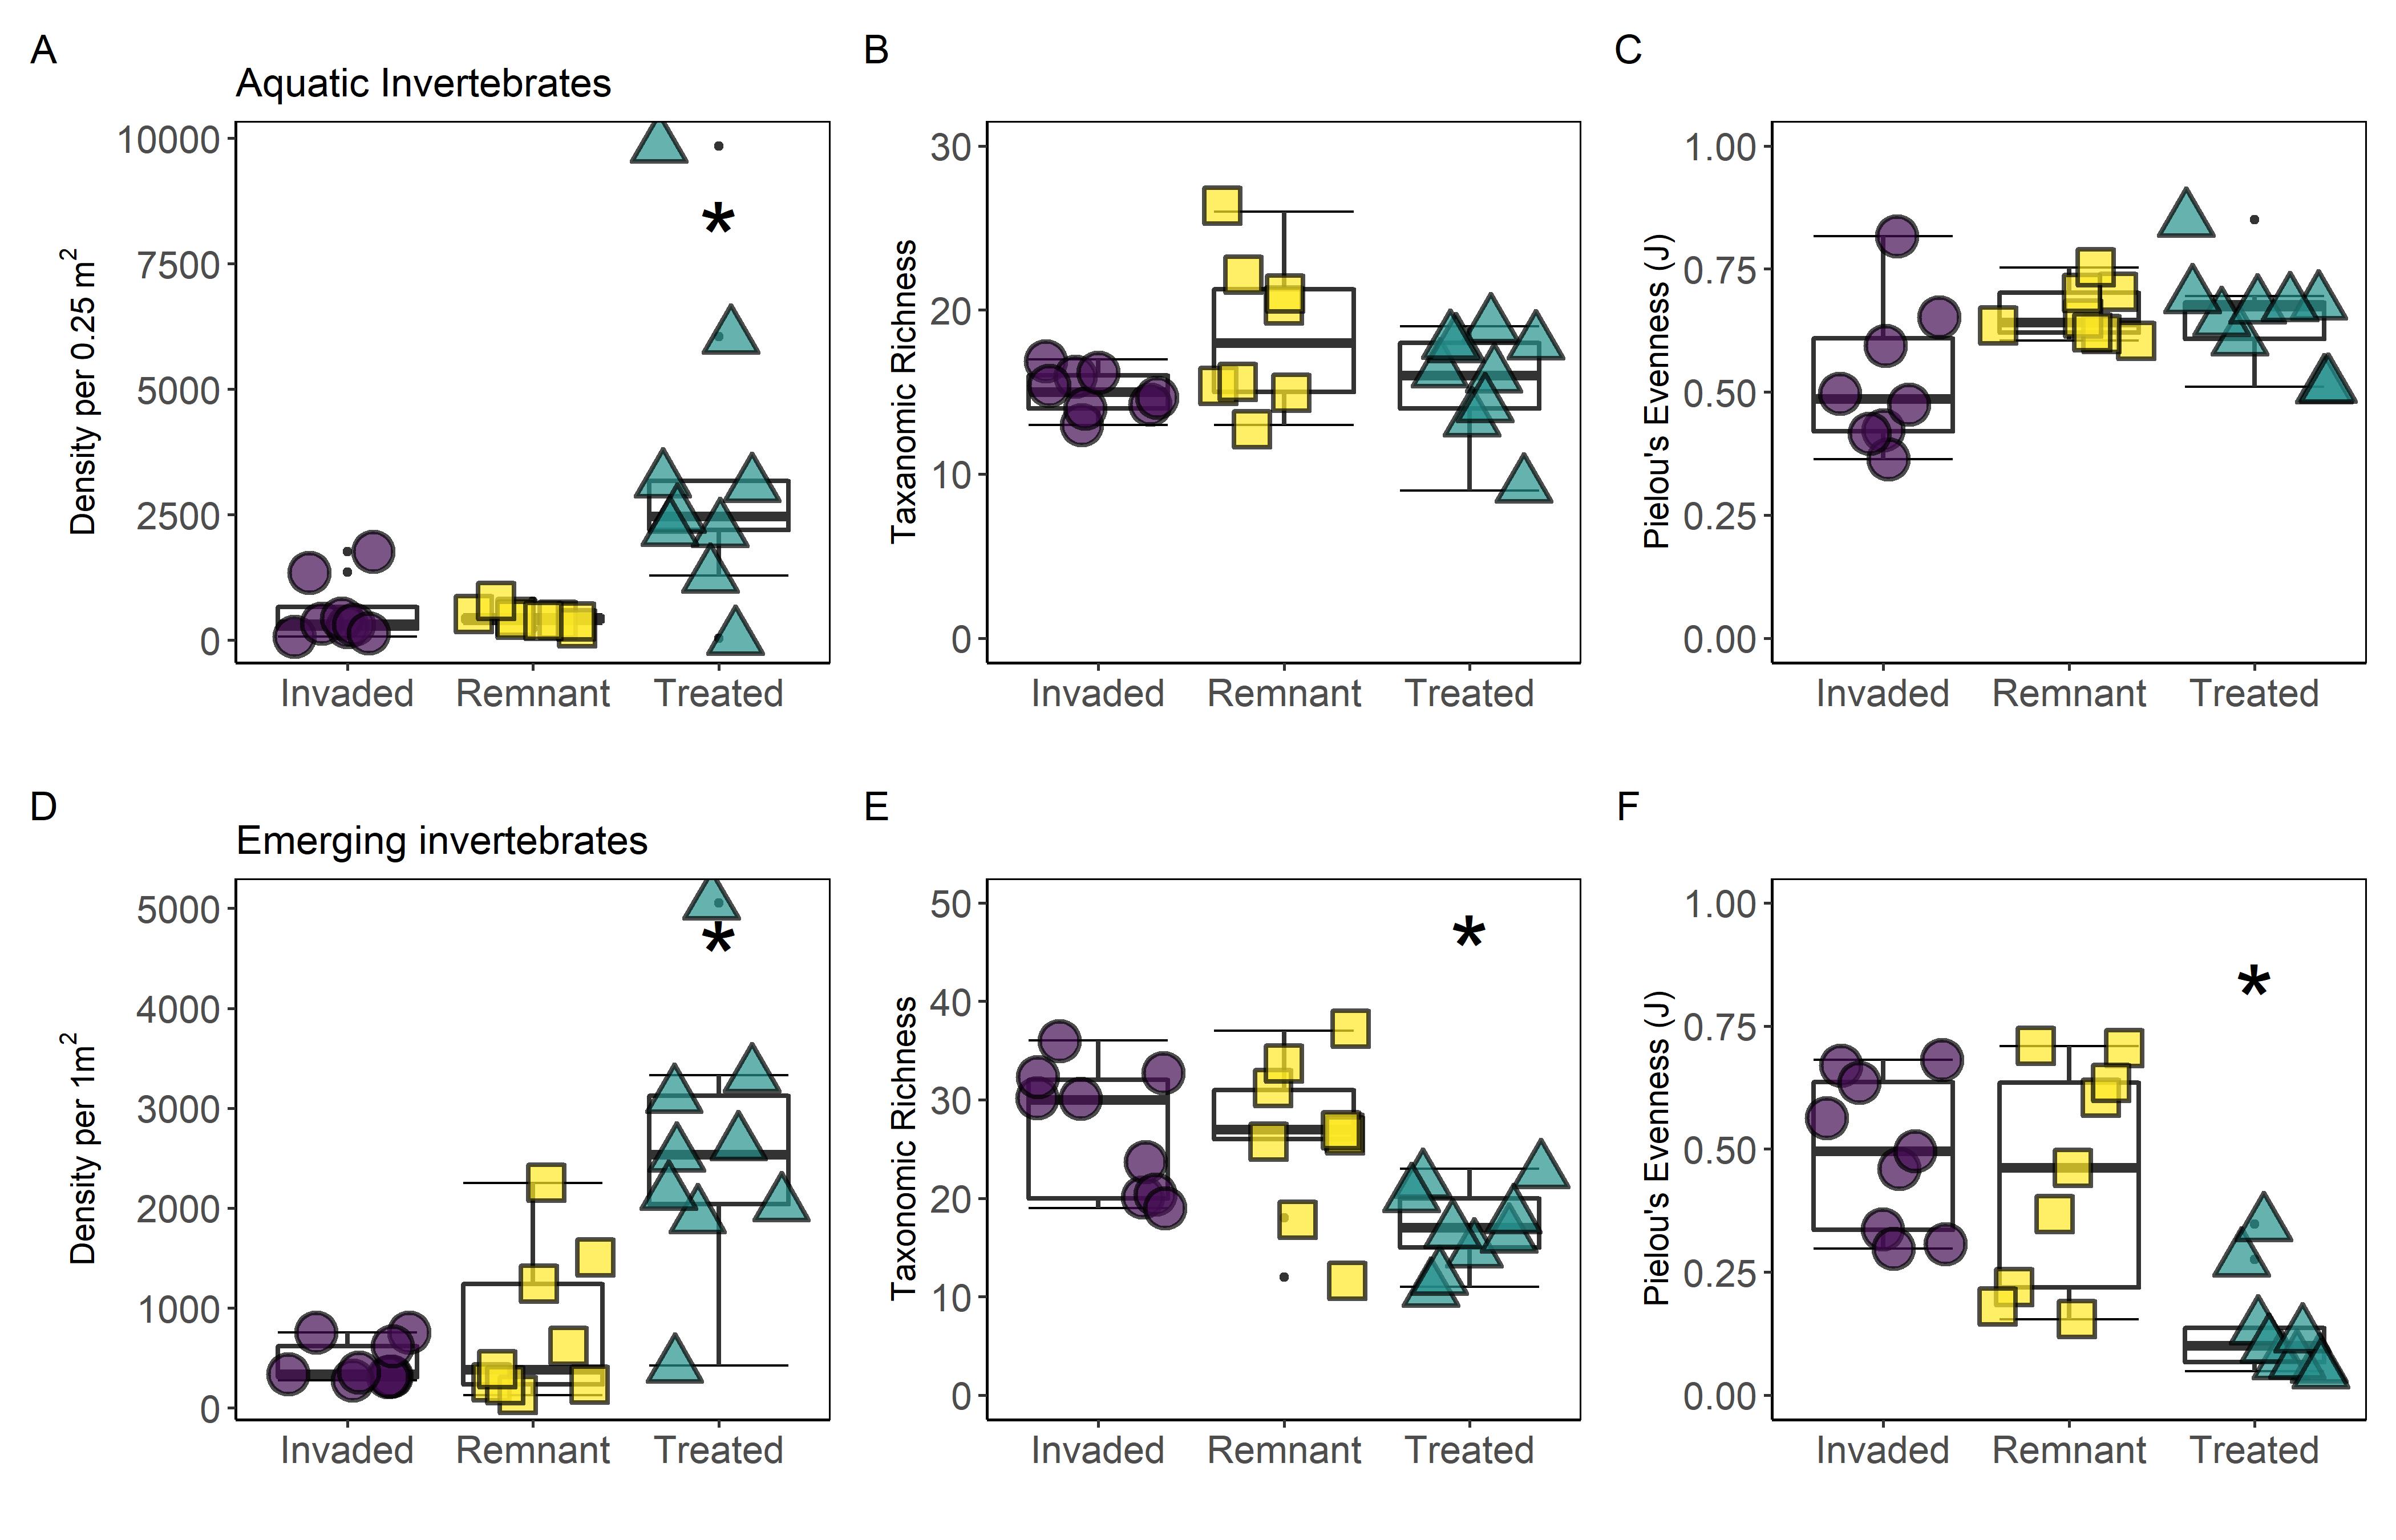 A
B
C
Aquatic Invertebrates
Density per 0.25 m²
10000
7500
5000
2500
0
*
Invaded Remnant Treated
Taxanomic Richness
30
20
10
0
Invaded Remnant Treated
Pielou's Evenness (J)
1.00
0.75
0.50
0.25
0.00
Invaded Remnant Treated
D
E
F
Emerging invertebrates
Density per 1m²
5000
4000
3000
2000
1000
0
*
Invaded Remnant Treated
Taxonomic Richness
50
40
30
20
10
0
*
Invaded Remnant Treated
Pielou's Evenness (J)
1.00
0.75
0.50
0.25
0.00
*
Invaded Remnant Treated